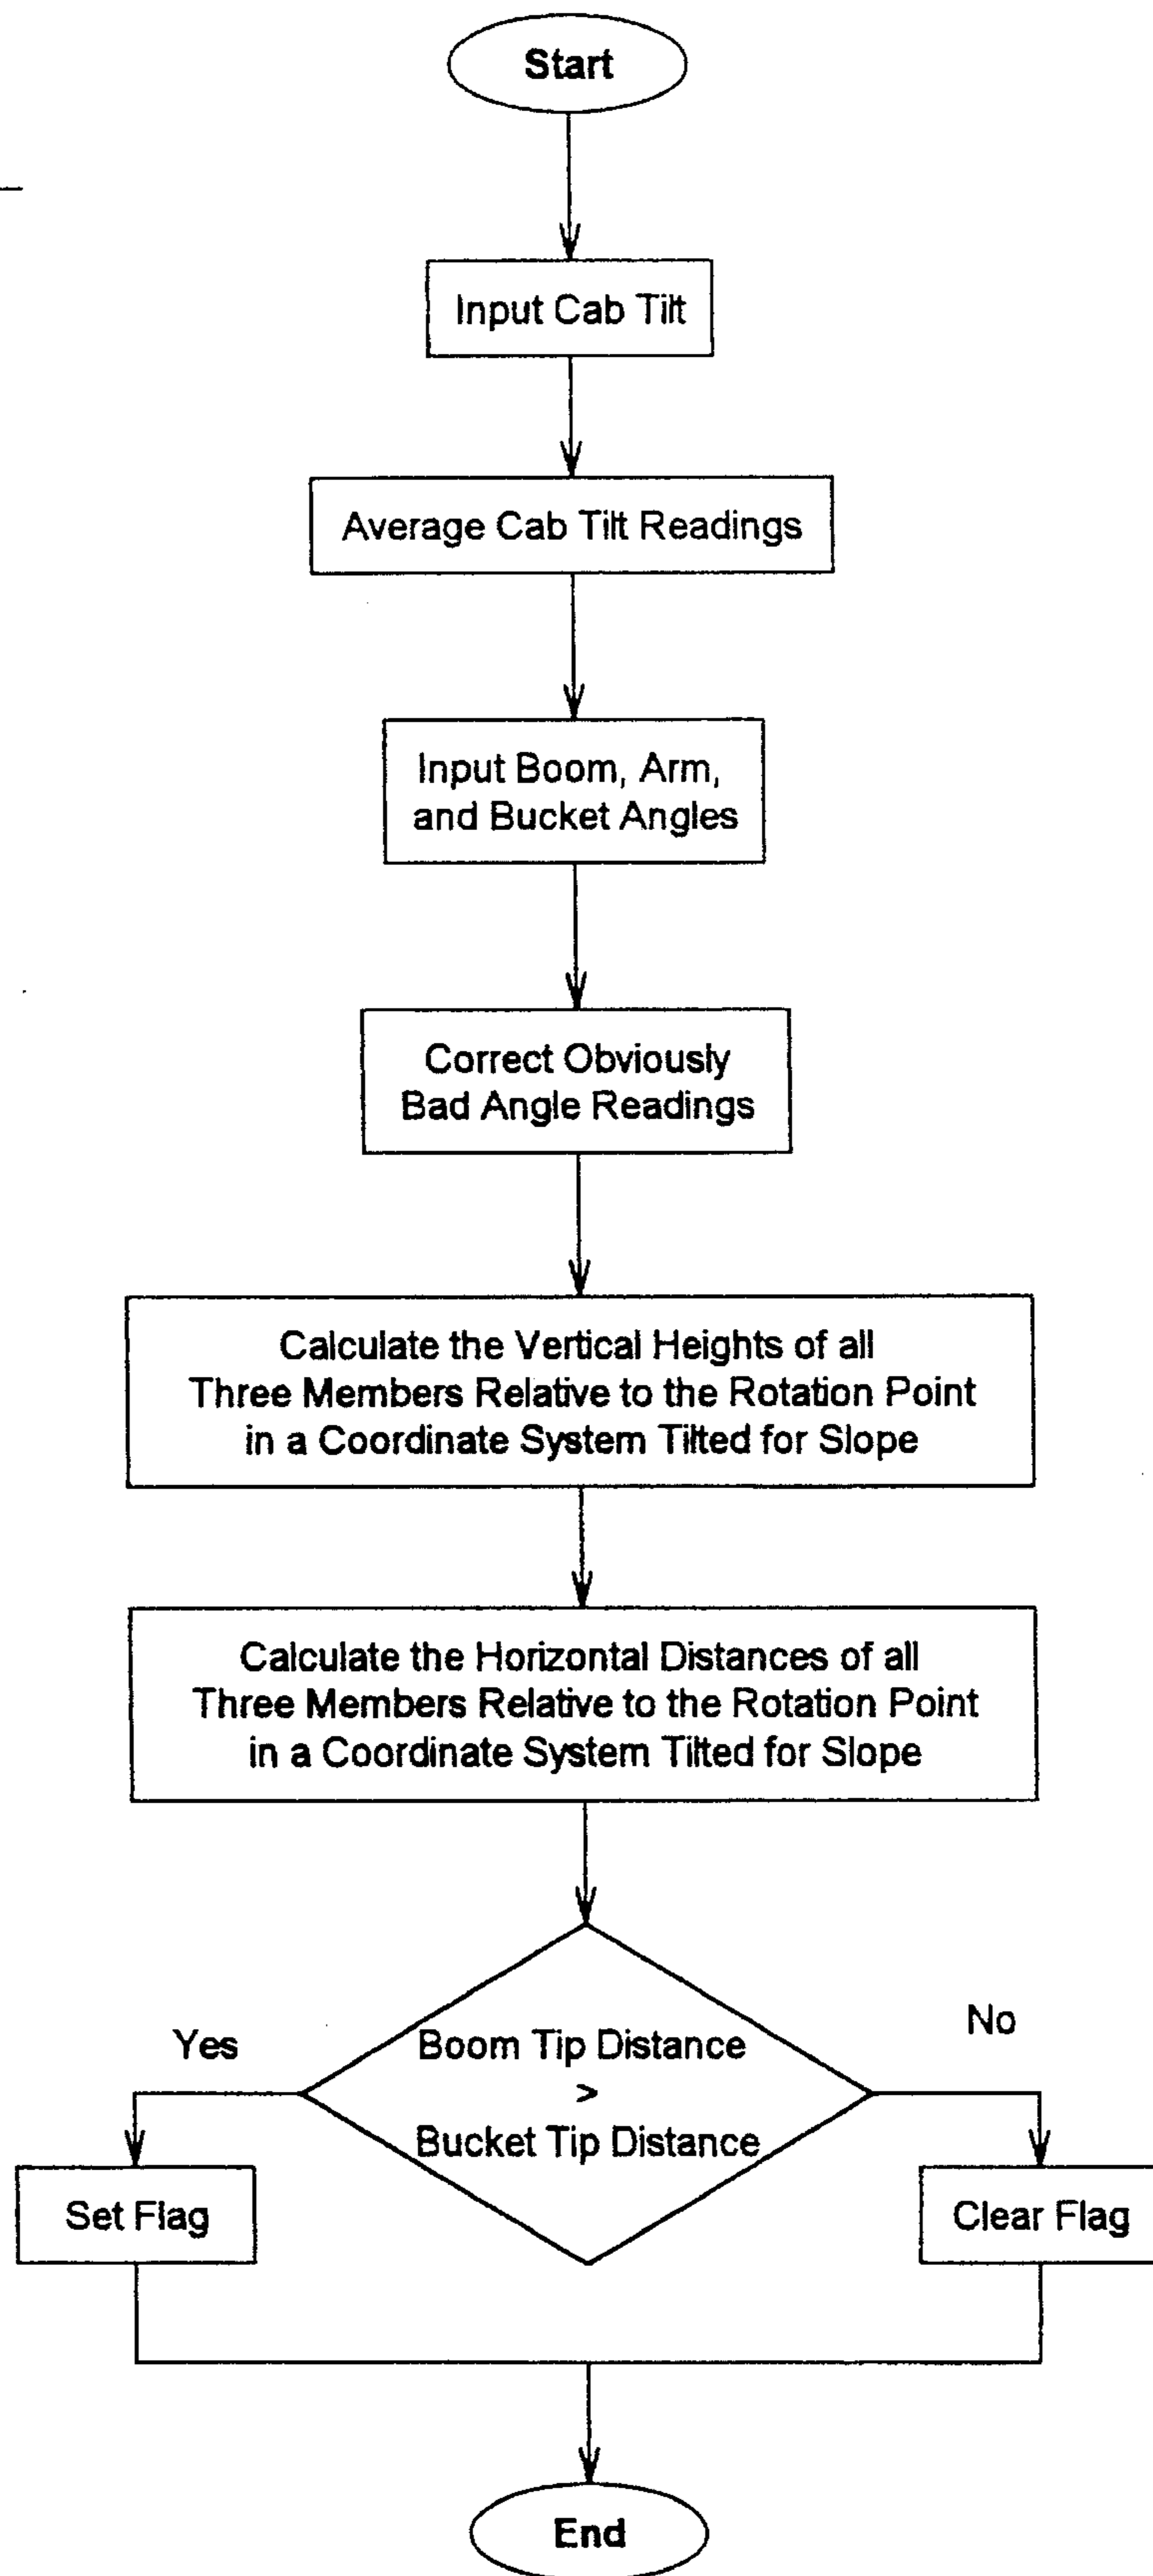 Start
Input Cab Tilt
Average Cab Tilt Readings
Input Boom, Arm,
and Bucket Angles
Correct Obviously
Bad Angle Readings
Calculate the Vertical Heights of all
Three Members Relative to the Rotation Point
in a Coordinate System Tilted for Slope
Calculate the Horizontal Distances of all
Three Members Relative to the Rotation Point
in a Coordinate System Tilted for Slope
Yes
No
Boom Tip Distance
>
Bucket Tip Distance
Set Flag
Clear Flag
End